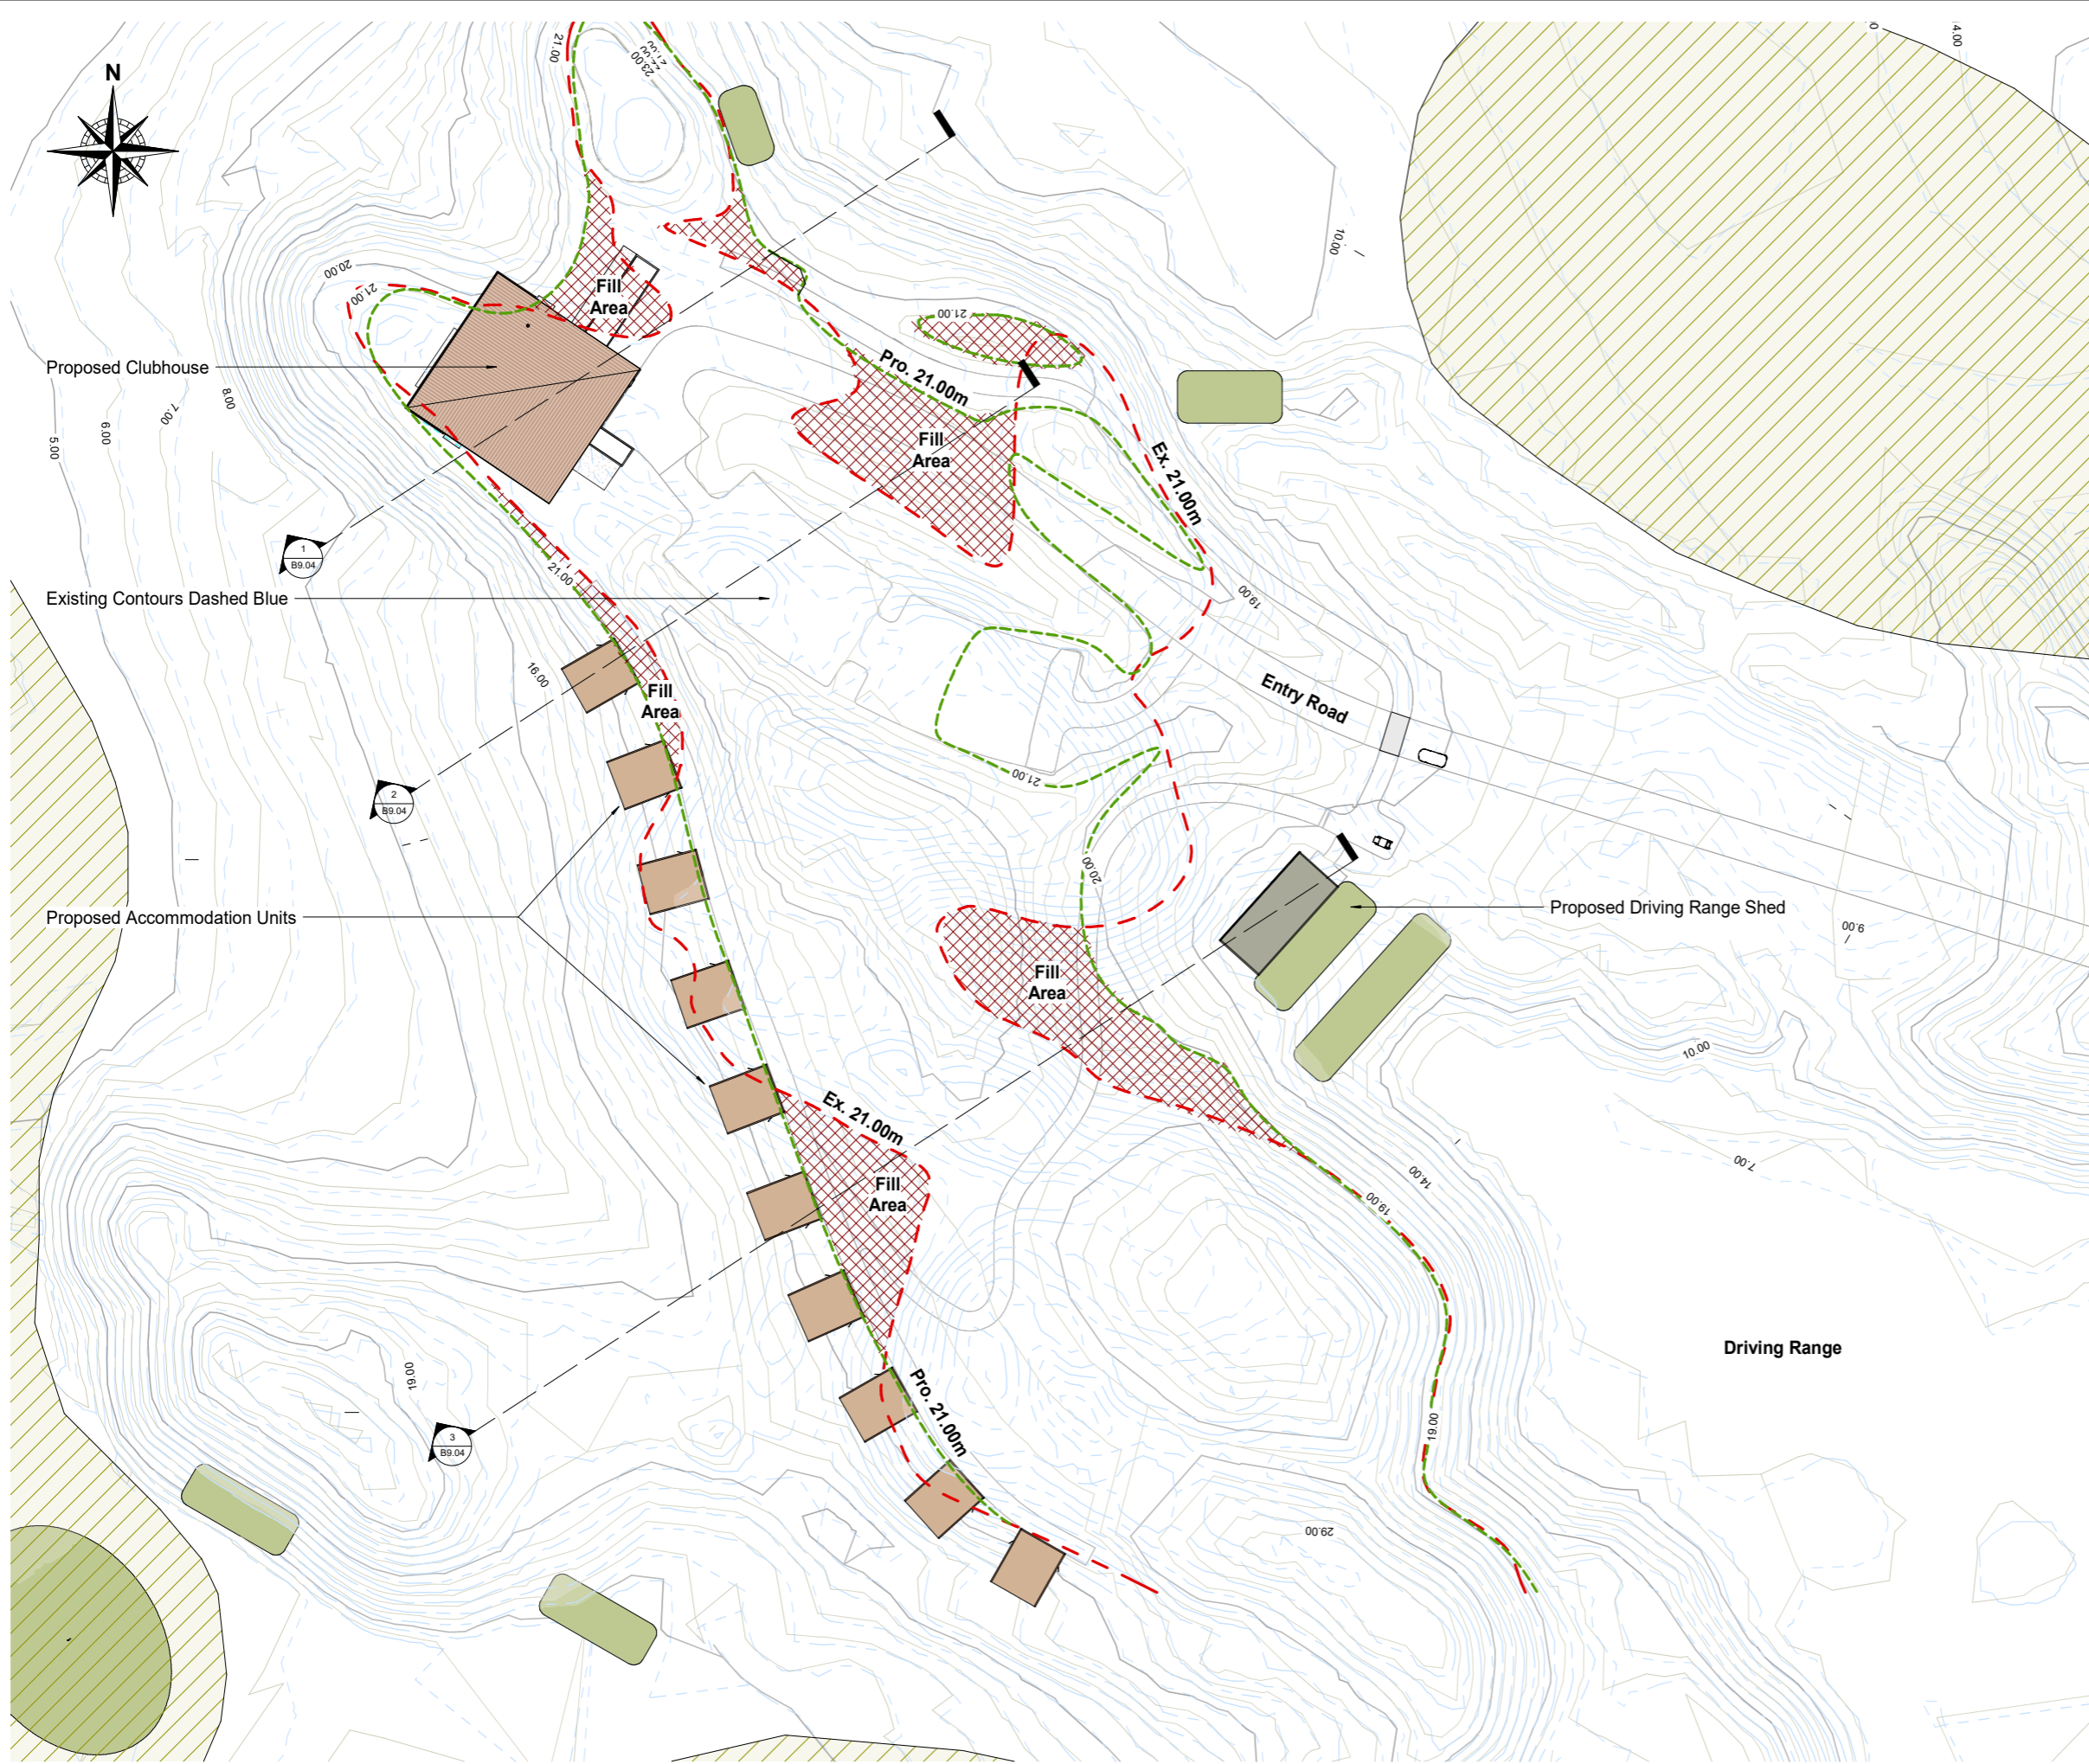 N
21.00
23.00
4.00
10.00
20.00
21.00
Fill
Area
21.00
Proposed Clubhouse
Pro. 21.00m
8.00
7.00
6.00
5.00
Fill
Area
Ex. 21.00m
1
B9.04
21.00
Existing Contours Dashed Blue
19.00
16.00
Fill
Area
Entry Road
21.00
2
B9.04
20.00
Proposed Accommodation Units
Proposed Driving Range Shed
9.00
Fill
Area
10.00
Ex. 21.00m
7.00
14.00
Fill
Area
19.00
Driving Range
19.00
Pro. 21.00m
19.00
3
B9.04
29.00